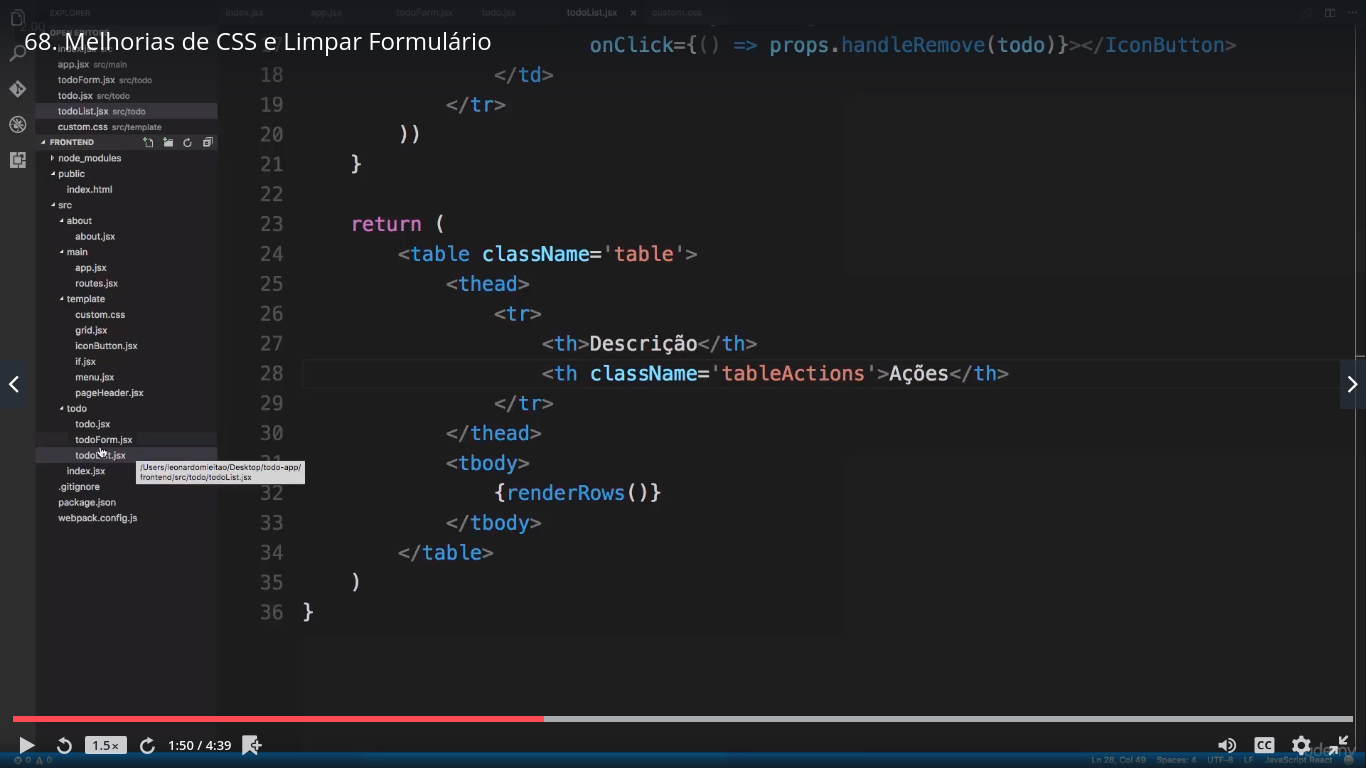 EXPLORER
index.jsx
app.jsx
todoForm.jsx
todo.jsx
todoList.jsx
custom.css
OPEN EDITORS
68. Melhorias de CSS e Limpar Formulário
app.jsx src/main
todoForm.jsx src/todo
todo.jsx src/todo
todoList.jsx src/todo
custom.css src/template
FRONTEND
node_modules
public
index.html
src
about
about.jsx
main
app.jsx
routes.jsx
template
custom.css
grid.jsx
iconButton.jsx
if.jsx
menu.jsx
pageHeader.jsx
todo
todo.jsx
todoForm.jsx
todoList.jsx
index.jsx
.gitignore
package.json
webpack.config.js
/Users/leonardomleitao/Desktop/todo-app/
frontend/src/todo/todoList.jsx
onClick={() => props.handleRemove(todo)}></IconButton>
18 </td>
19 </tr>
20 ))
21 }
22
23 return (
24 <table className='table'>
25 <thead>
26 <tr>
27 <th>Descrição</th>
28 <th className='tableActions'>Ações</th>
29 </tr>
30 </thead>
<tbody>
32 {renderRows()}
33 </tbody>
34 </table>
35 )
36 }
1.5×
1:50 / 4:39
CC
udemy
0 0
Ln 28, Col 49 Spaces: 4 UTF-8 LF JavaScript React